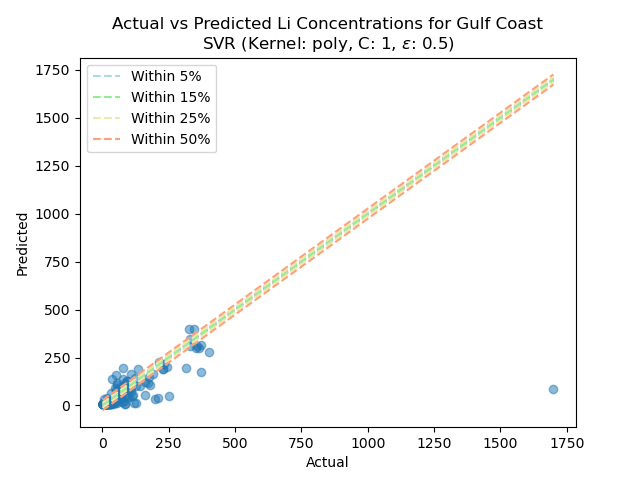 Actual vs Predicted Li Concentrations for Gulf Coast
SVR (Kernel: poly, C: 1, ε: 0.5)
Within 5%
Within 15%
Within 25%
Within 50%
Predicted
1750
1500
1250
1000
750
500
250
0
0 250 500 750 1000 1250 1500 1750
Actual